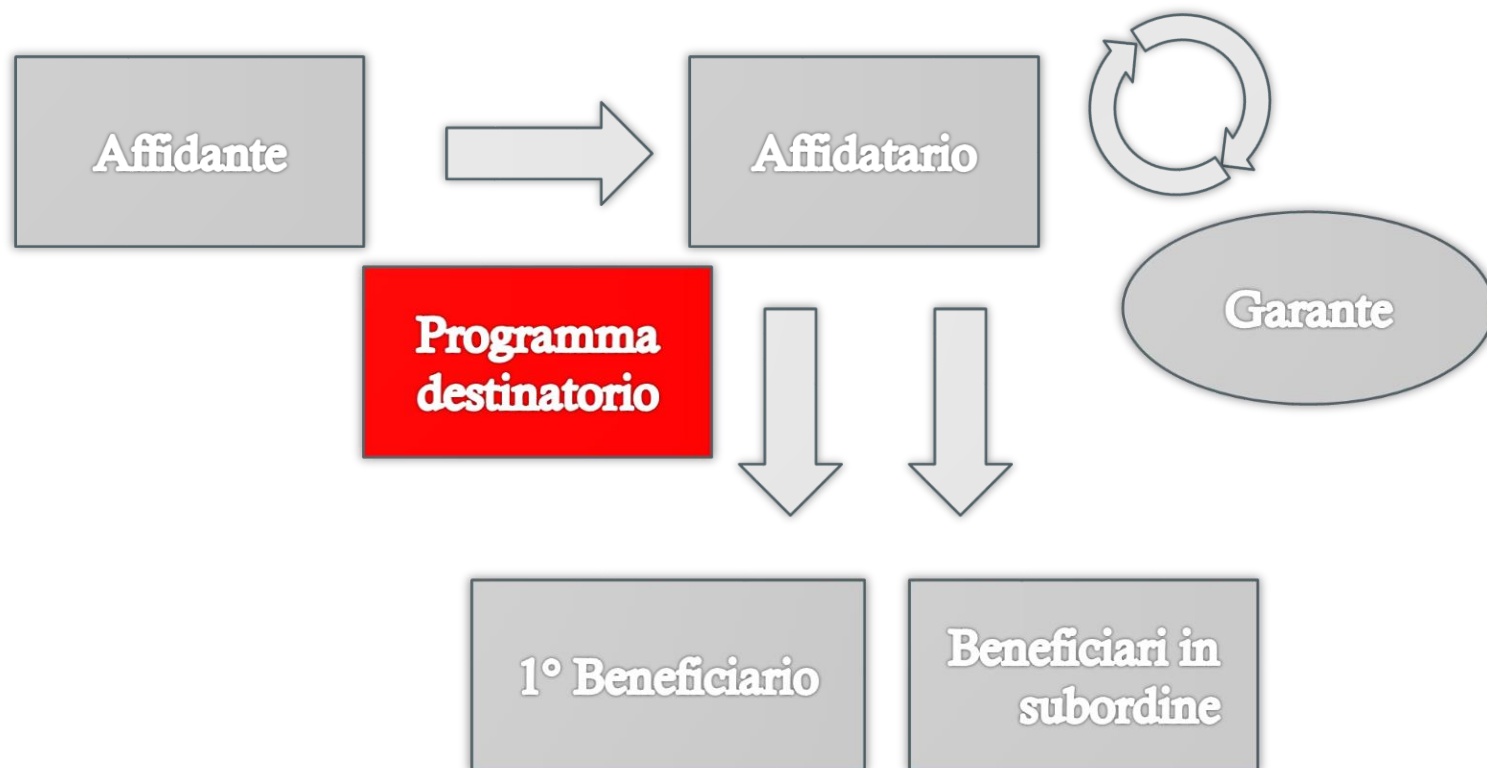 Affidante
Affidatario
Garante
Programma
destinatorio
1° Beneficiario
Beneficiari in
subordine